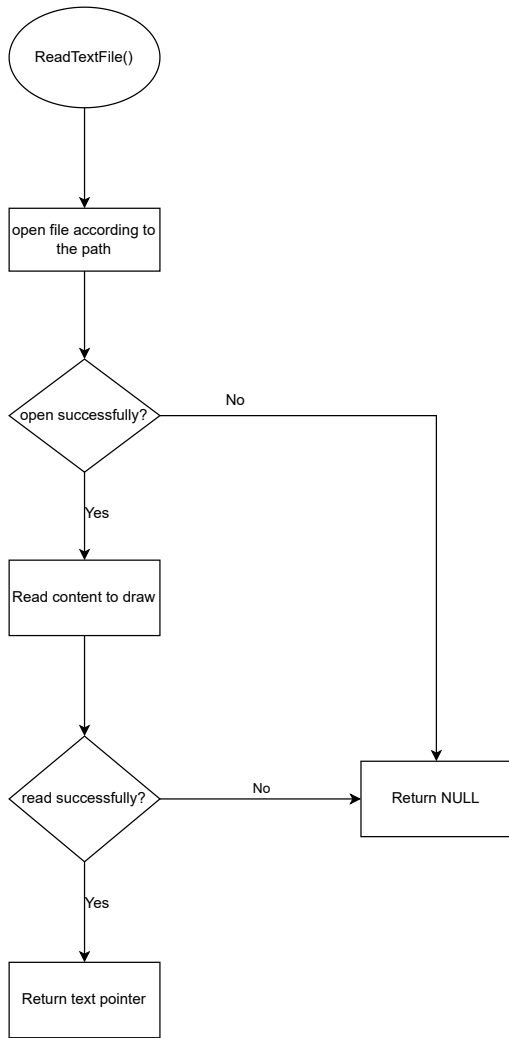 ReadTextFile()
open file according to
the path
open successfully?
No
Yes
Read content to draw
read successfully?
No
Return NULL
Yes
Return text pointer